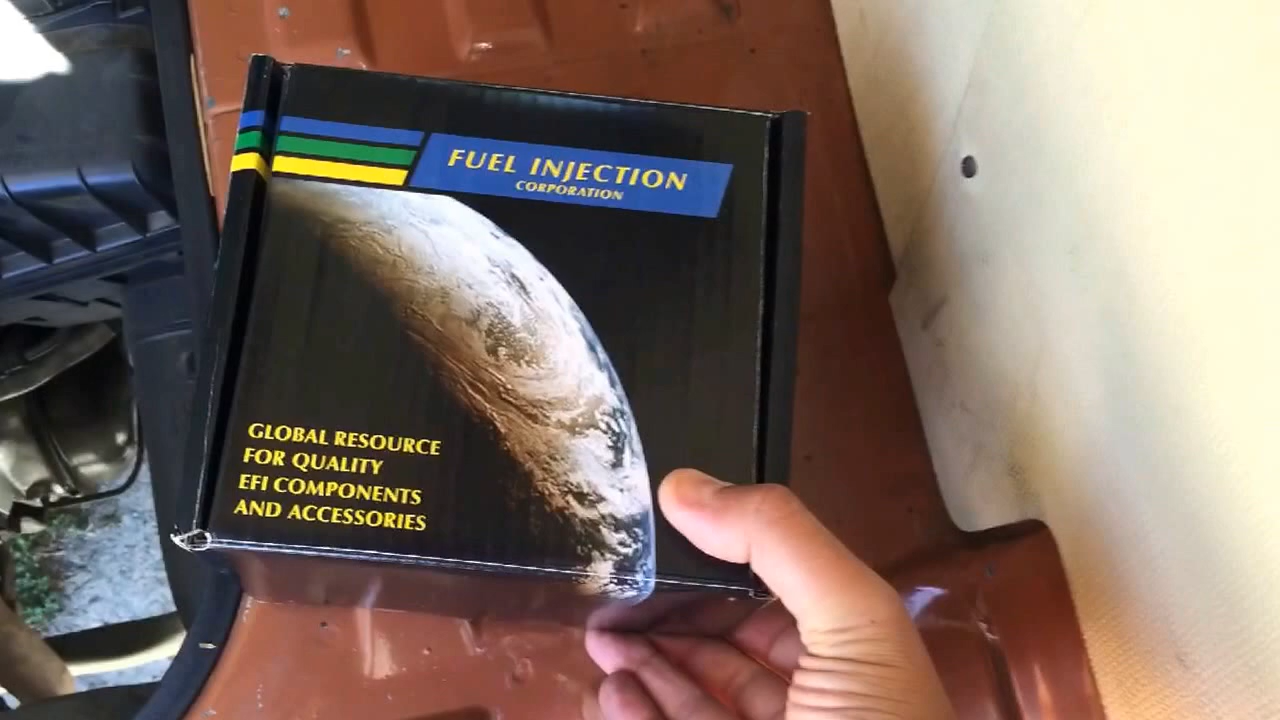 FUEL INJECTION
CORPORATION
GLOBAL RESOURCE
FOR QUALITY
EFI COMPONENTS
AND ACCESSORIES